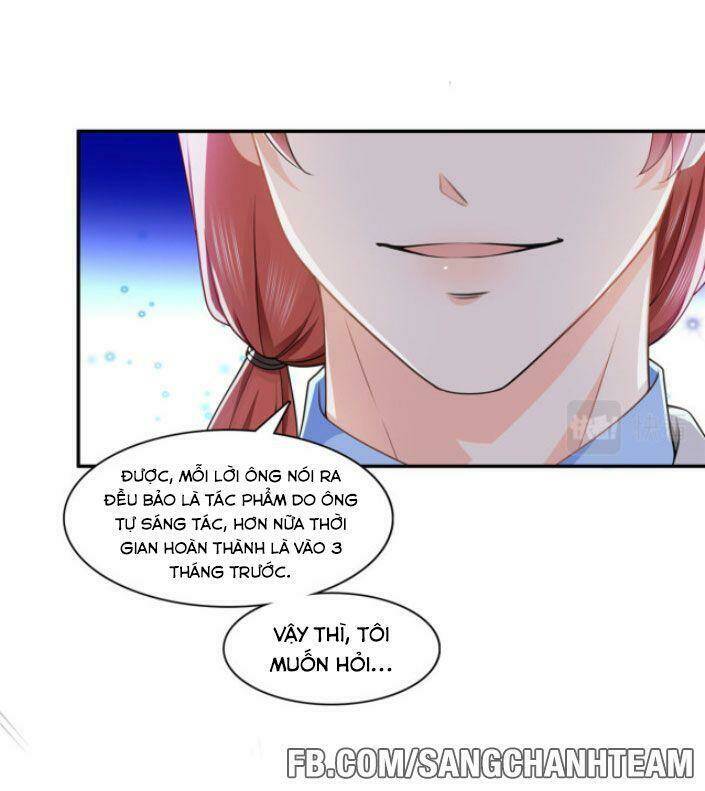 ĐƯỢC, MỖI LỜI ÔNG NÓI RA
ĐỀU BẢO LÀ TÁC PHẨM DO ÔNG
TỰ SÁNG TÁC, HƠN NỮA THỜI
GIAN HOÀN THÀNH LÀ VÀO 3
THÁNG TRƯỚC.
VẬY THÌ, TÔI
MUỐN HỎI...
FB.COM/SANGCHANHTEAM